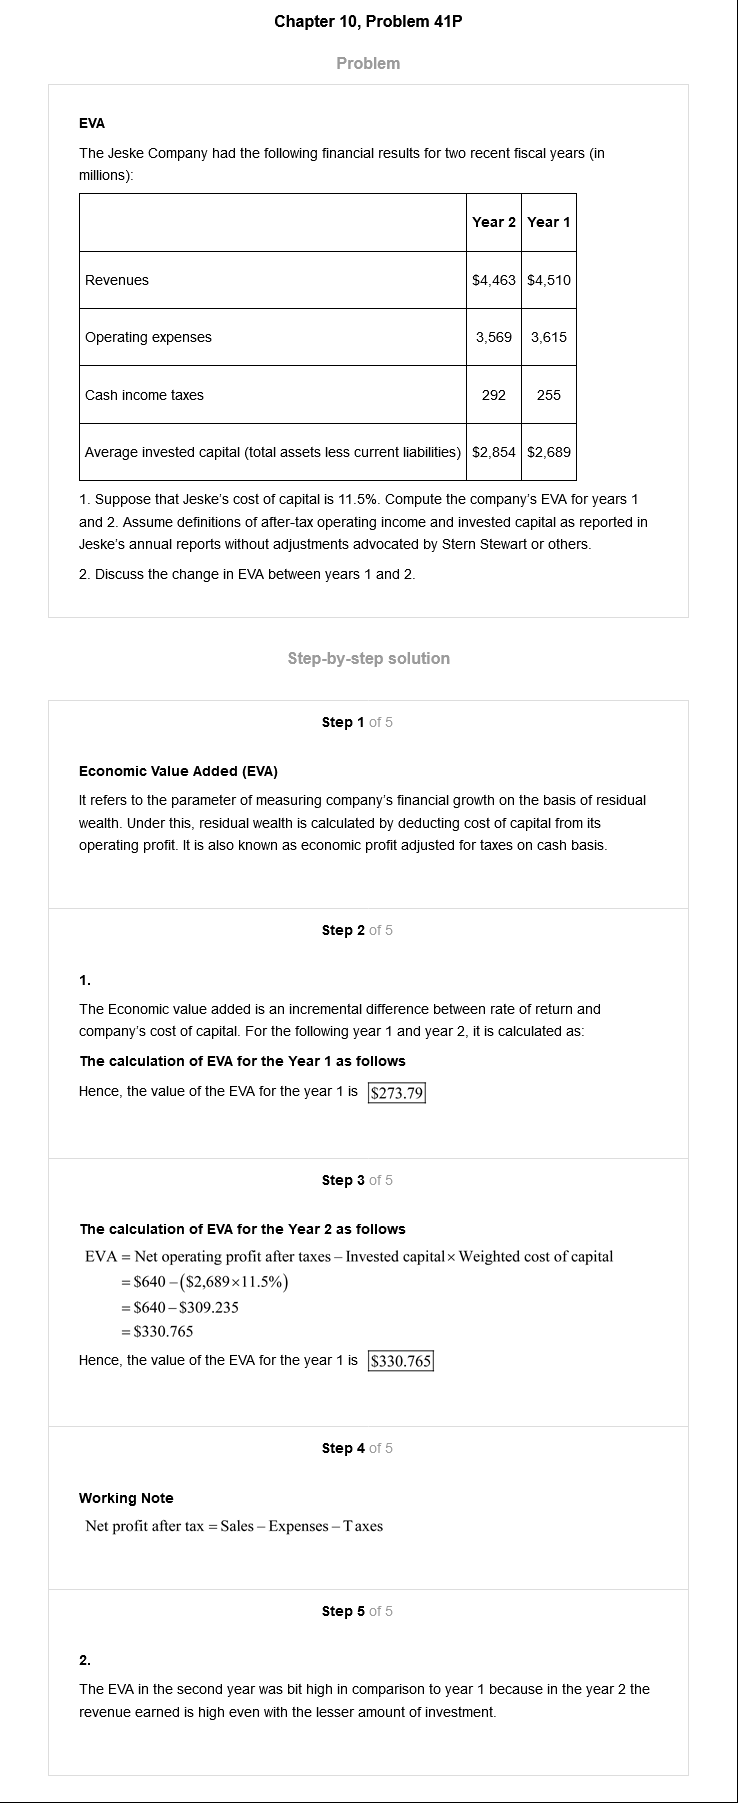 Chapter 10, Problem 41P
Problem
EVA
The Jeske Company had the following financial results for two recent fiscal years (in
millions):
Year 2 Year 1
Revenues $4,463 $4,510
Operating expenses 3,569 3,615
Cash income taxes 292 255
Average invested capital (total assets less current liabilities) $2,854 $2,689
1. Suppose that Jeske's cost of capital is 11.5%. Compute the company's EVA for years 1
and 2. Assume definitions of after-tax operating income and invested capital as reported in
Jeske's annual reports without adjustments advocated by Stern Stewart or others.
2. Discuss the change in EVA between years 1 and 2.
Step-by-step solution
Step 1 of 5
Economic Value Added (EVA)
It refers to the parameter of measuring company's financial growth on the basis of residual
wealth. Under this, residual wealth is calculated by deducting cost of capital from its
operating profit. It is also known as economic profit adjusted for taxes on cash basis.
Step 2 of 5
1.
The Economic value added is an incremental difference between rate of return and
company's cost of capital. For the following year 1 and year 2, it is calculated as:
The calculation of EVA for the Year 1 as follows
Hence, the value of the EVA for the year 1 is $273.79
Step 3 of 5
The calculation of EVA for the Year 2 as follows
EVA = Net operating profit after taxes – Invested capital × Weighted cost of capital
= $640 – ($2,689 × 11.5%)
= $640 – $309.235
= $330.765
Hence, the value of the EVA for the year 1 is $330.765
Step 4 of 5
Working Note
Net profit after tax = Sales – Expenses – Taxes
Step 5 of 5
2.
The EVA in the second year was bit high in comparison to year 1 because in the year 2 the
revenue earned is high even with the lesser amount of investment.